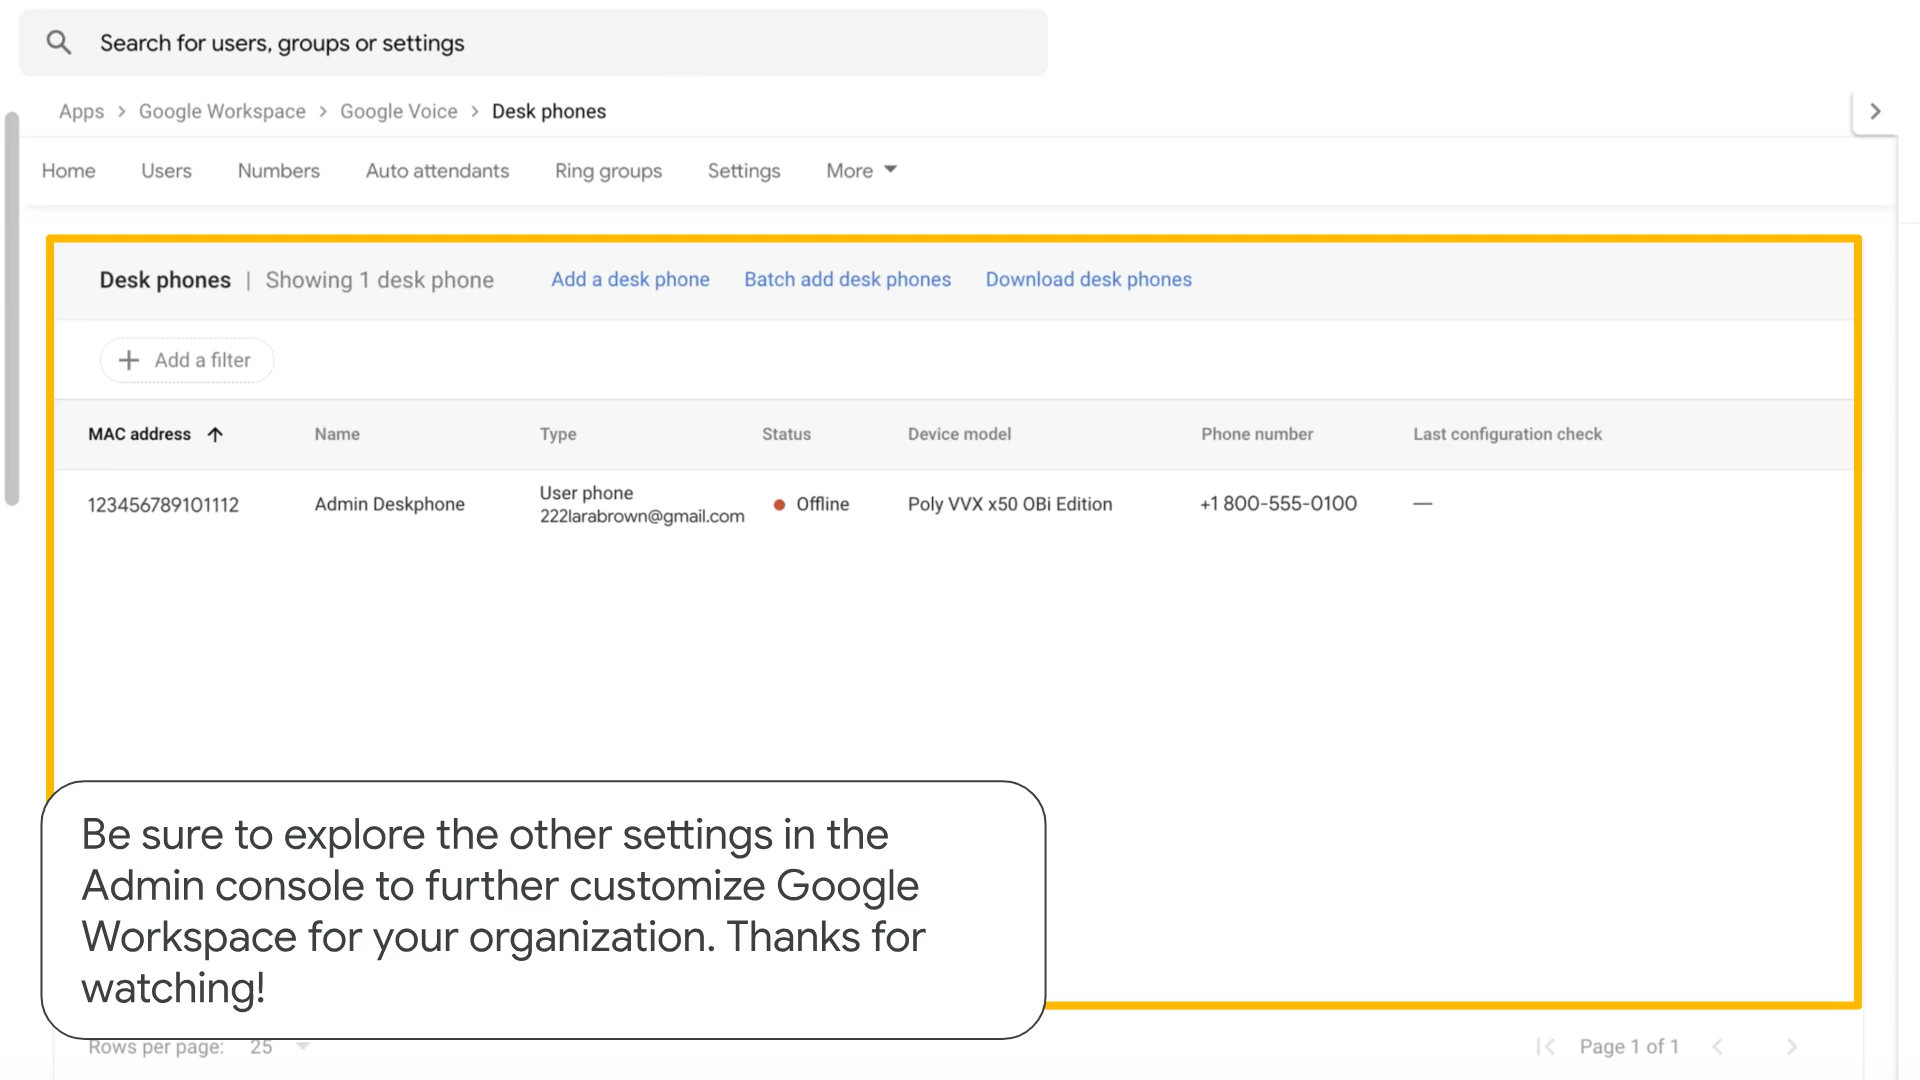 Search for users, groups or settings
Apps > Google Workspace > Google Voice > Desk phones
Home Users Numbers Auto attendants Ring groups Settings More
Desk phones | Showing 1 desk phone Add a desk phone Batch add desk phones Download desk phones
Add a filter
MAC address Name Type Status Device model Phone number Last configuration check
123456789101112 Admin Deskphone User phone Offline Poly VVX x50 OBi Edition +1 800-555-0100 —
222larabrown@gmail.com
Be sure to explore the other settings in the
Admin console to further customize Google
Workspace for your organization. Thanks for
watching!
Rows per page: 25 Page 1 of 1